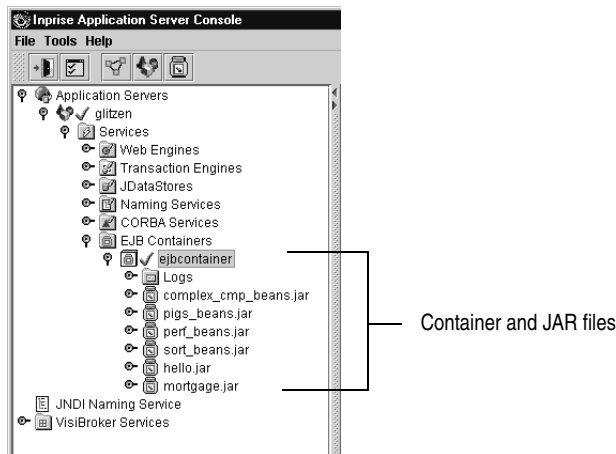 Inprise Application Server Console
File Tools Help
Application Servers
glitzen
Services
Web Engines
Transaction Engines
JDataStores
Naming Services
CORBA Services
EJB Containers
ejbcontainer
Logs
complex_cmp_beans.jar
pigs_beans.jar
perf_beans.jar
sort_beans.jar
hello.jar
mortgage.jar
JNDI Naming Service
VisiBroker Services
Container and JAR files